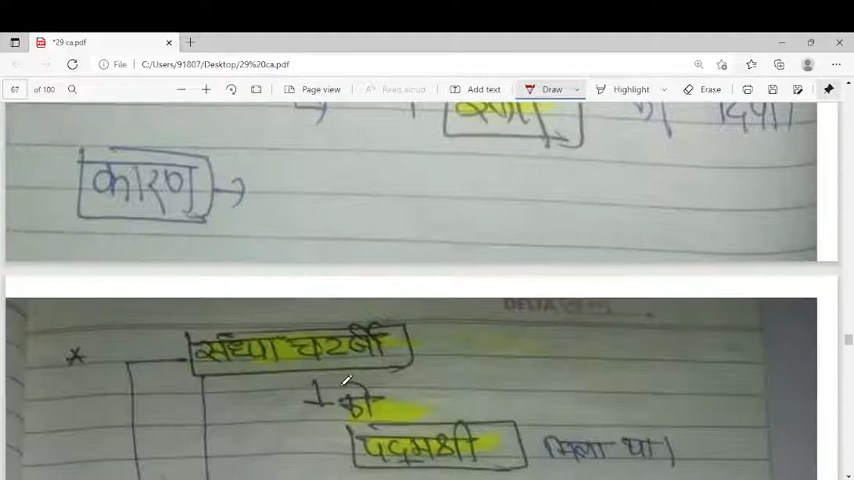 *29 ca.pdf
File C:/Users/91807/Desktop/29%20ca.pdf
67 of 100 Page view Read aloud Add text Draw Highlight Erase
कारण →
* संध्या चटर्जी
1 को
पद्मश्री मिला था।